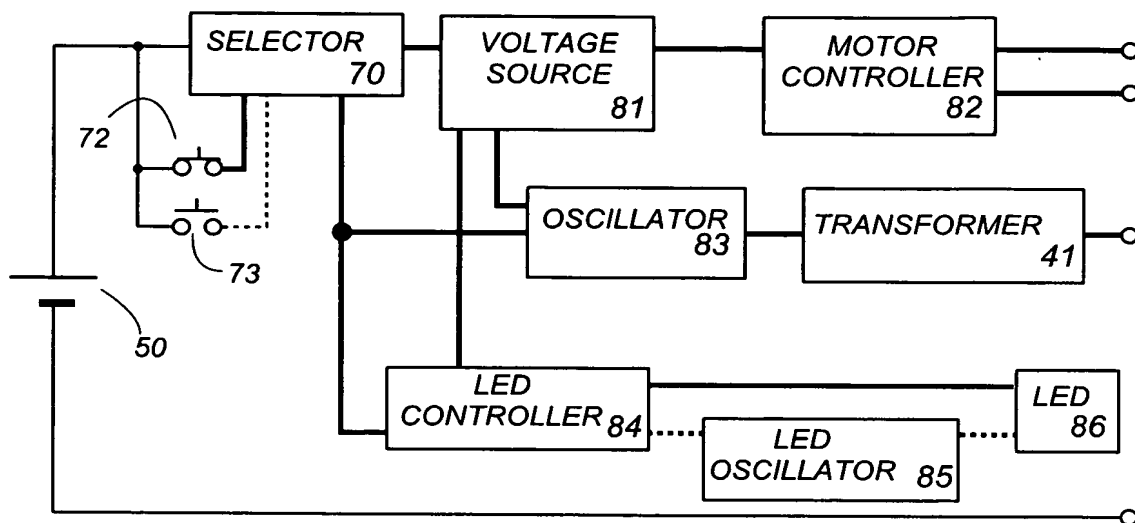 SELECTOR
70
VOLTAGE
SOURCE
81
MOTOR
CONTROLLER
82
72
73
50
OSCILLATOR
83
TRANSFORMER
41
LED
CONTROLLER
84
LED
86
LED
OSCILLATOR
85